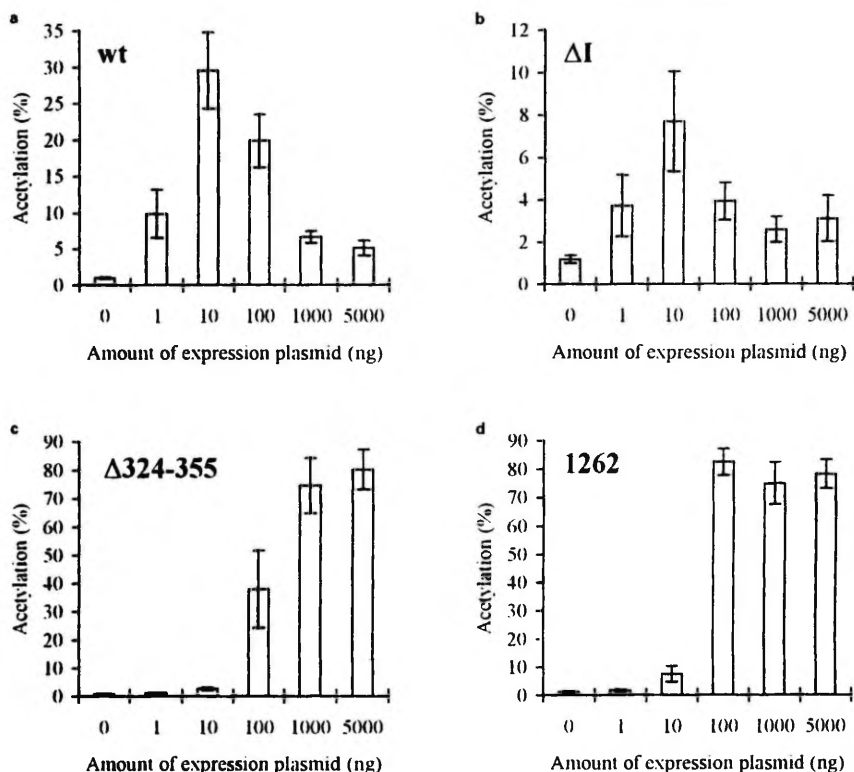 a
wt
Acetylation (%)
35
30
25
20
15
10
5
0
0 1 10 100 1000 5000
Amount of expression plasmid (ng)
b
ΔI
Acetylation (%)
12
10
8
6
4
2
0
0 1 10 100 1000 5000
Amount of expression plasmid (ng)
c
Δ324-355
Acetylation (%)
90
80
70
60
50
40
30
20
10
0
0 1 10 100 1000 5000
Amount of expression plasmid (ng)
d
1262
Acetylation (%)
90
80
70
60
50
40
30
20
10
0
0 1 10 100 1000 5000
Amount of expression plasmid (ng)